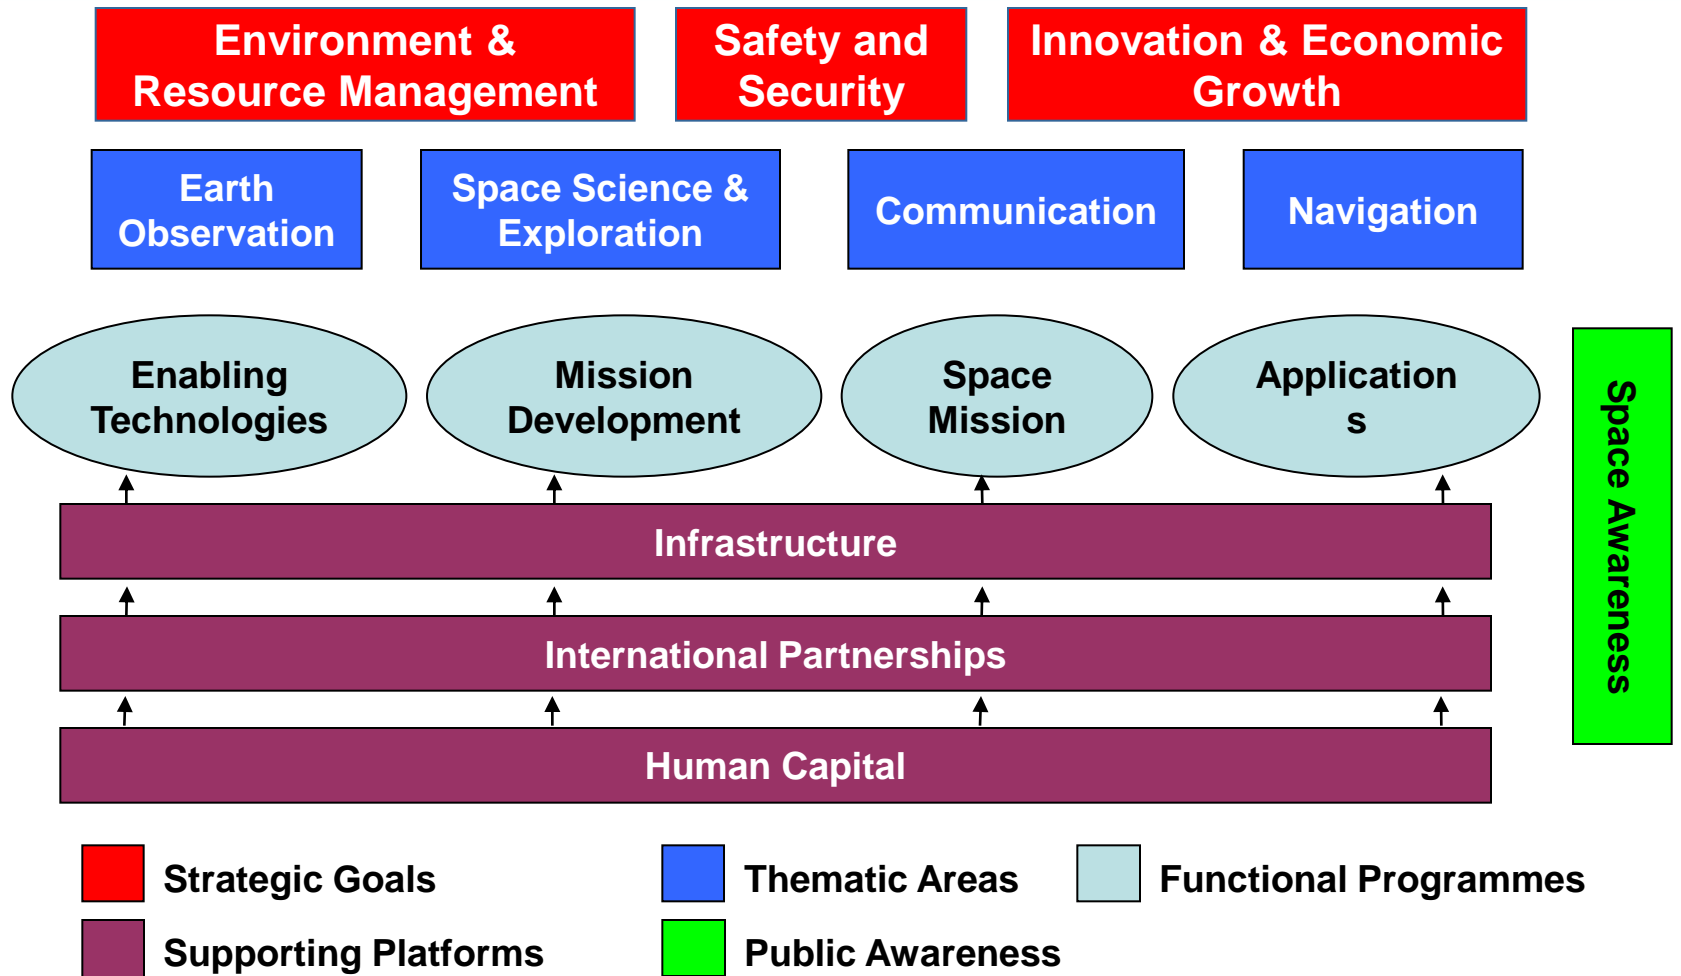 Environment &
Resource Management
Safety and
Security
Innovation & Economic
Growth
Earth
Observation
Space Science &
Exploration
Communication
Navigation
Enabling
Technologies
Mission
Development
Space
Mission
Application
s
Space Awareness
Infrastructure
International Partnerships
Human Capital
Strategic Goals
Thematic Areas
Functional Programmes
Supporting Platforms
Public Awareness